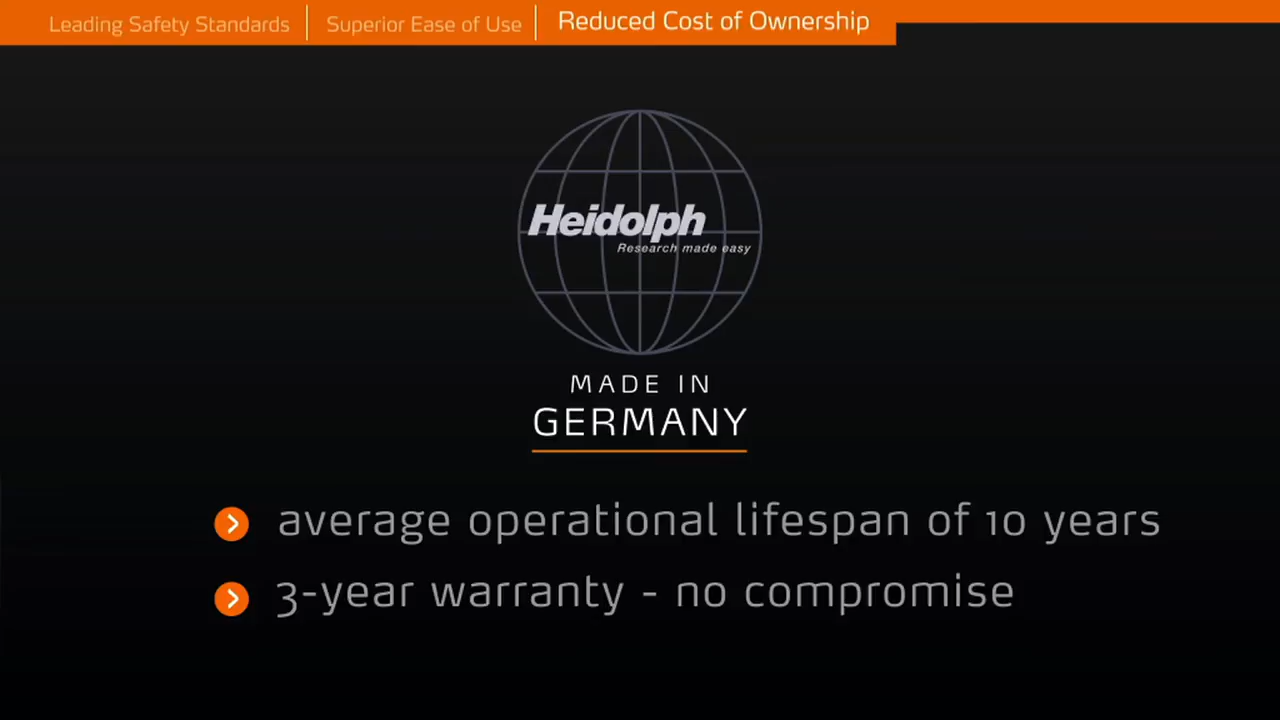 Leading Safety Standards
Superior Ease of Use
Reduced Cost of Ownership
Heidolph
Research made easy
MADE IN
GERMANY
average operational lifespan of 10 years
3-year warranty - no compromise